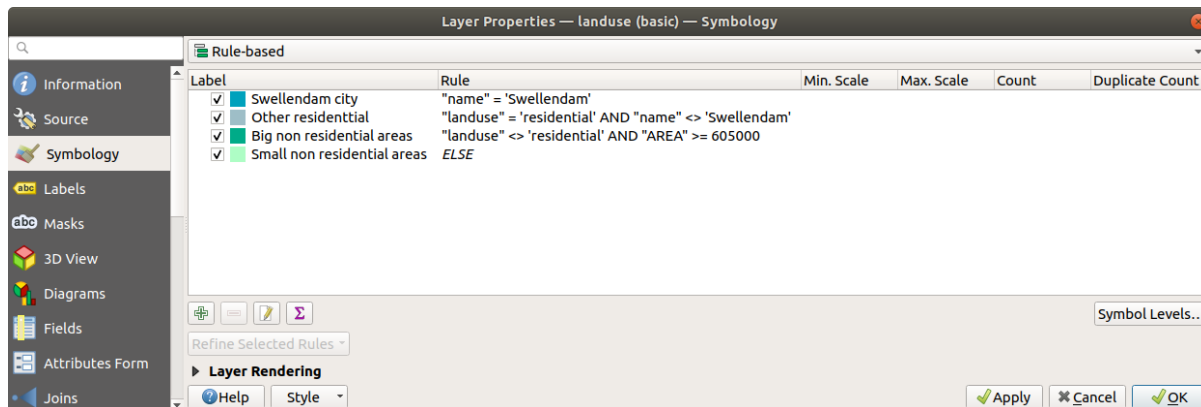 Layer Properties — landuse (basic) — Symbology
Rule-based
Information
Source
Symbology
Labels
Masks
3D View
Diagrams
Fields
Attributes Form
Joins
Label Rule Min. Scale Max. Scale Count Duplicate Count
Swellendam city "name" = 'Swellendam'
Other residenttial "landuse" = 'residential' AND "name" <> 'Swellendam'
Big non residential areas "landuse" <> 'residential' AND "AREA" >= 605000
Small non residential areas ELSE
Symbol Levels...
Refine Selected Rules
Layer Rendering
Help Style Apply Cancel OK